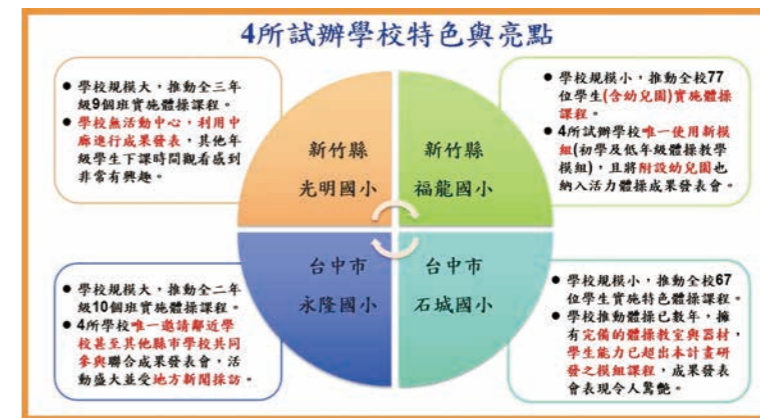 4所試辦學校特色與亮點
● 學校規模大，推動全三年
級9個班實施體操課程。
● 學校無活動中心，利用中
廊進行成果發表，其他年
級學生下課時間觀看感到
非常有興趣。
新竹縣
光明國小
新竹縣
福龍國小
● 學校規模小，推動全校77
位學生(含幼兒園)實施體操
課程。
● 4所試辦學校唯一使用新模
組(初學及低年級體操教學
模組)，且將附設幼兒園也
納入活力體操成果發表會。
● 學校規模大，推動全二年
級10個班實施體操課程。
● 4所學校唯一邀請鄰近學
校甚至其他縣市學校共同
參與聯合成果發表會，活
動盛大並受地方新聞採訪。
台中市
永隆國小
台中市
石城國小
● 學校規模小，推動全校67
位學生實施特色體操課程。
● 學校推動體操已數年，擁
有完備的體操教室與器材，
學生能力已超出本計畫研
發之模組課程，成果發表
會表現令人驚艷。